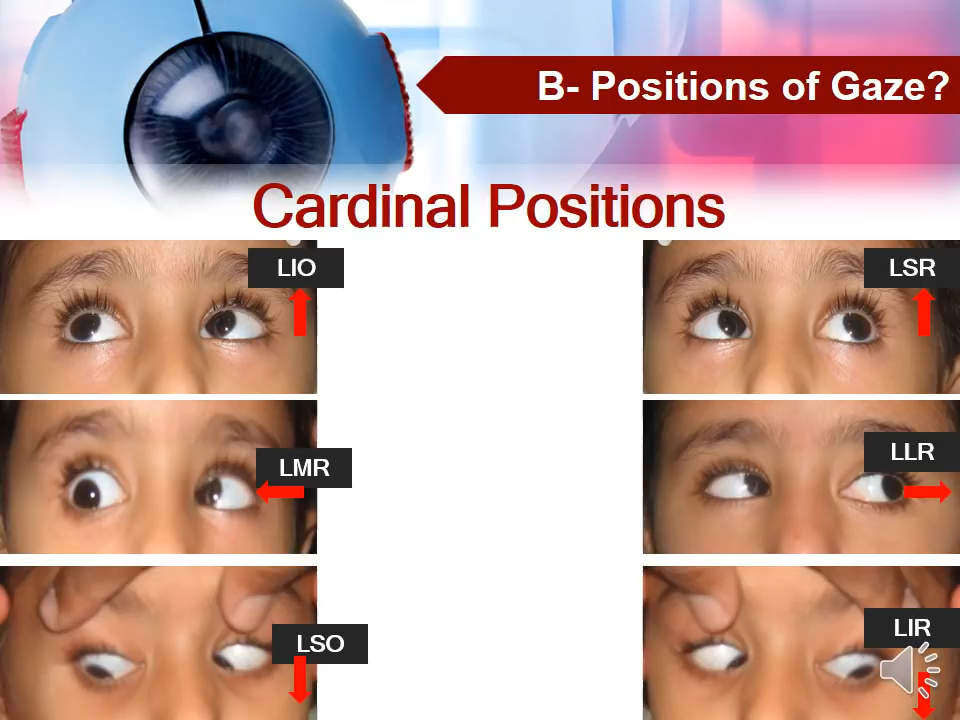 B- Positions of Gaze?
Cardinal Positions
LIO
LSR
LMR
LLR
LSO
LIR